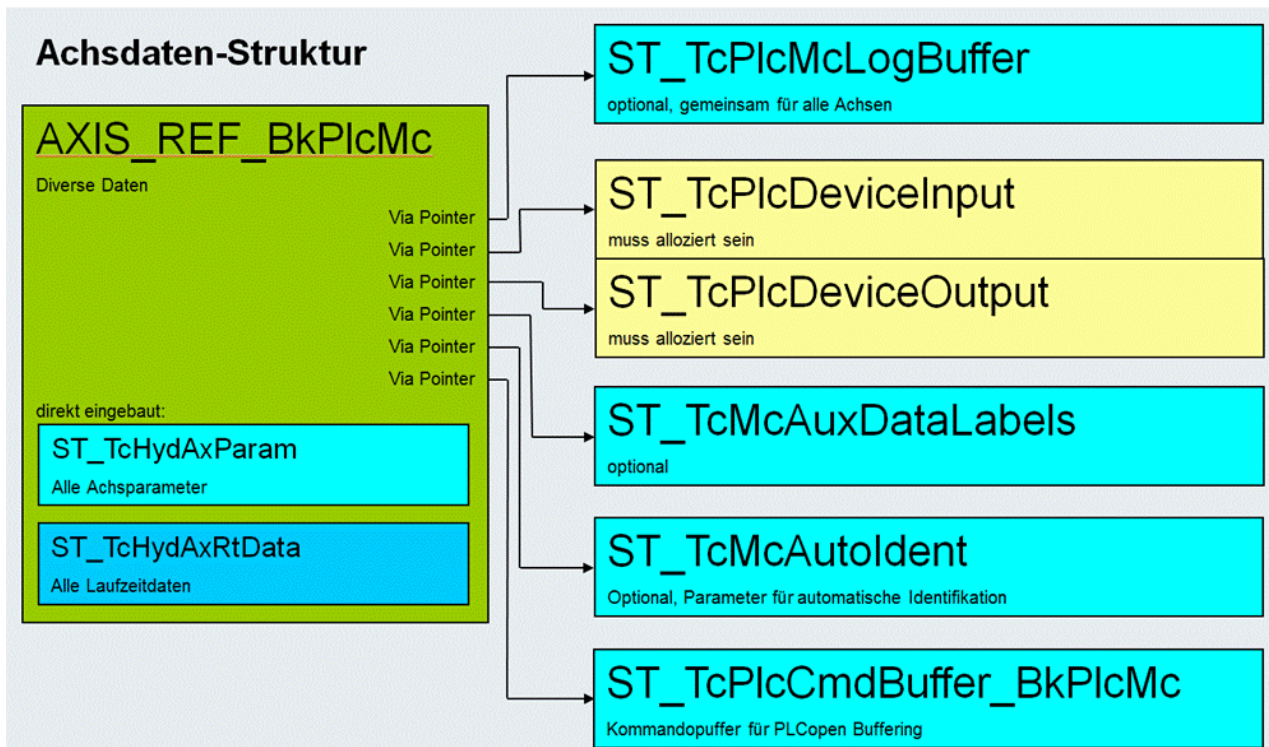 Achsdaten-Struktur
AXIS_REF_BkPlcMc
Diverse Daten
Via Pointer
Via Pointer
Via Pointer
Via Pointer
Via Pointer
Via Pointer
direkt eingebaut:
ST_TcHydAxParam
Alle Achsparameter
ST_TcHydAxRtData
Alle Laufzeitdaten
ST_TcPlcMcLogBuffer
optional, gemeinsam für alle Achsen
ST_TcPlcDeviceInput
muss alloziert sein
ST_TcPlcDeviceOutput
muss alloziert sein
ST_TcMcAuxDataLabels
optional
ST_TcMcAutoIdent
Optional, Parameter für automatische Identifikation
ST_TcPlcCmdBuffer_BkPlcMc
Kommandopuffer für PLCopen Buffering